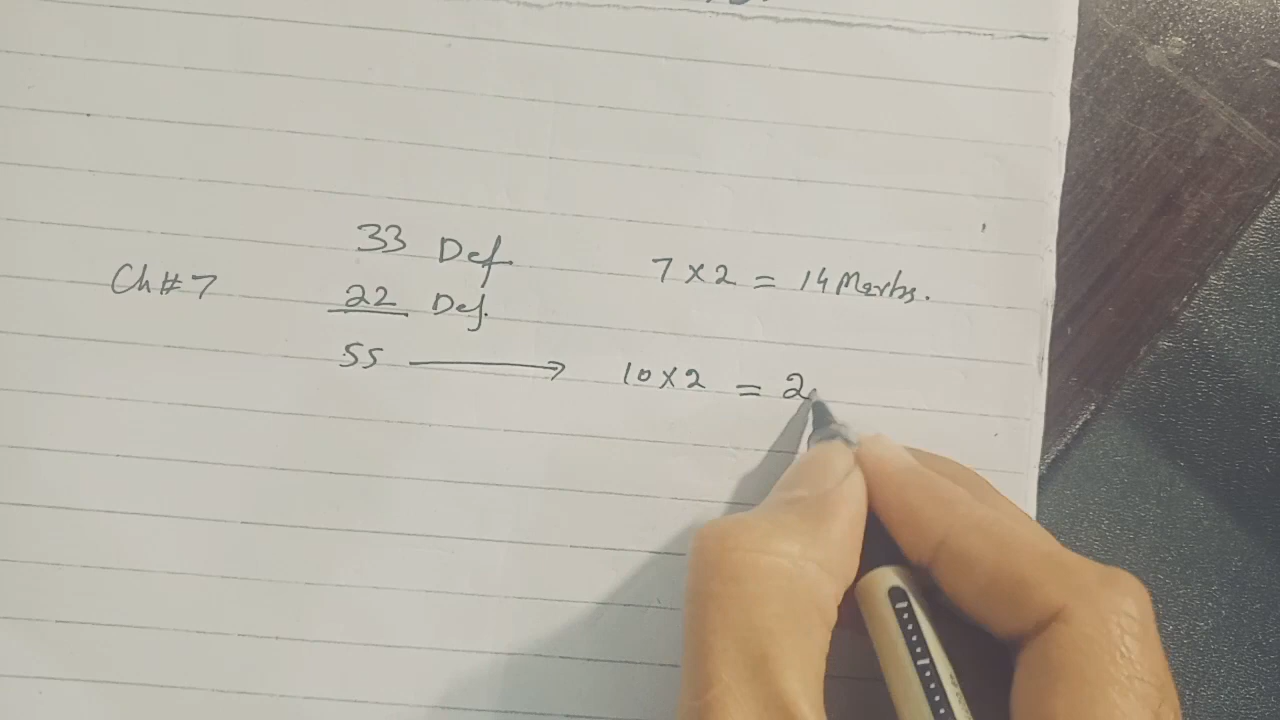 33 Def.
7 x 2 = 14 Marks.
Ch # 7
22 Def.
55 → 10 x 2 = 2